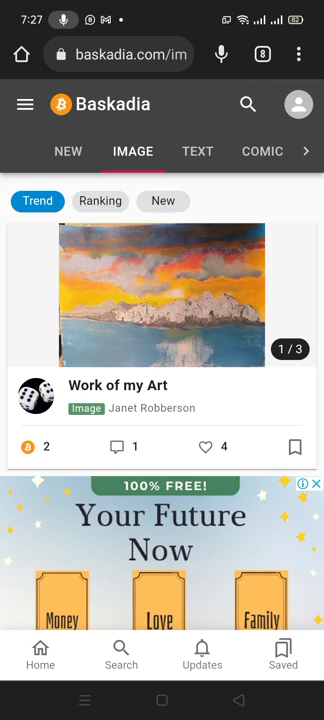 7:27
82
baskadia.com/im
8
Baskadia
NEW
IMAGE
TEXT
COMIC
Trend
Ranking
New
1 / 3
Work of my Art
Image
Janet Robberson
2
1
4
100% FREE!
Your Future
Now
Money
Love
Family
Home
Search
Updates
Saved